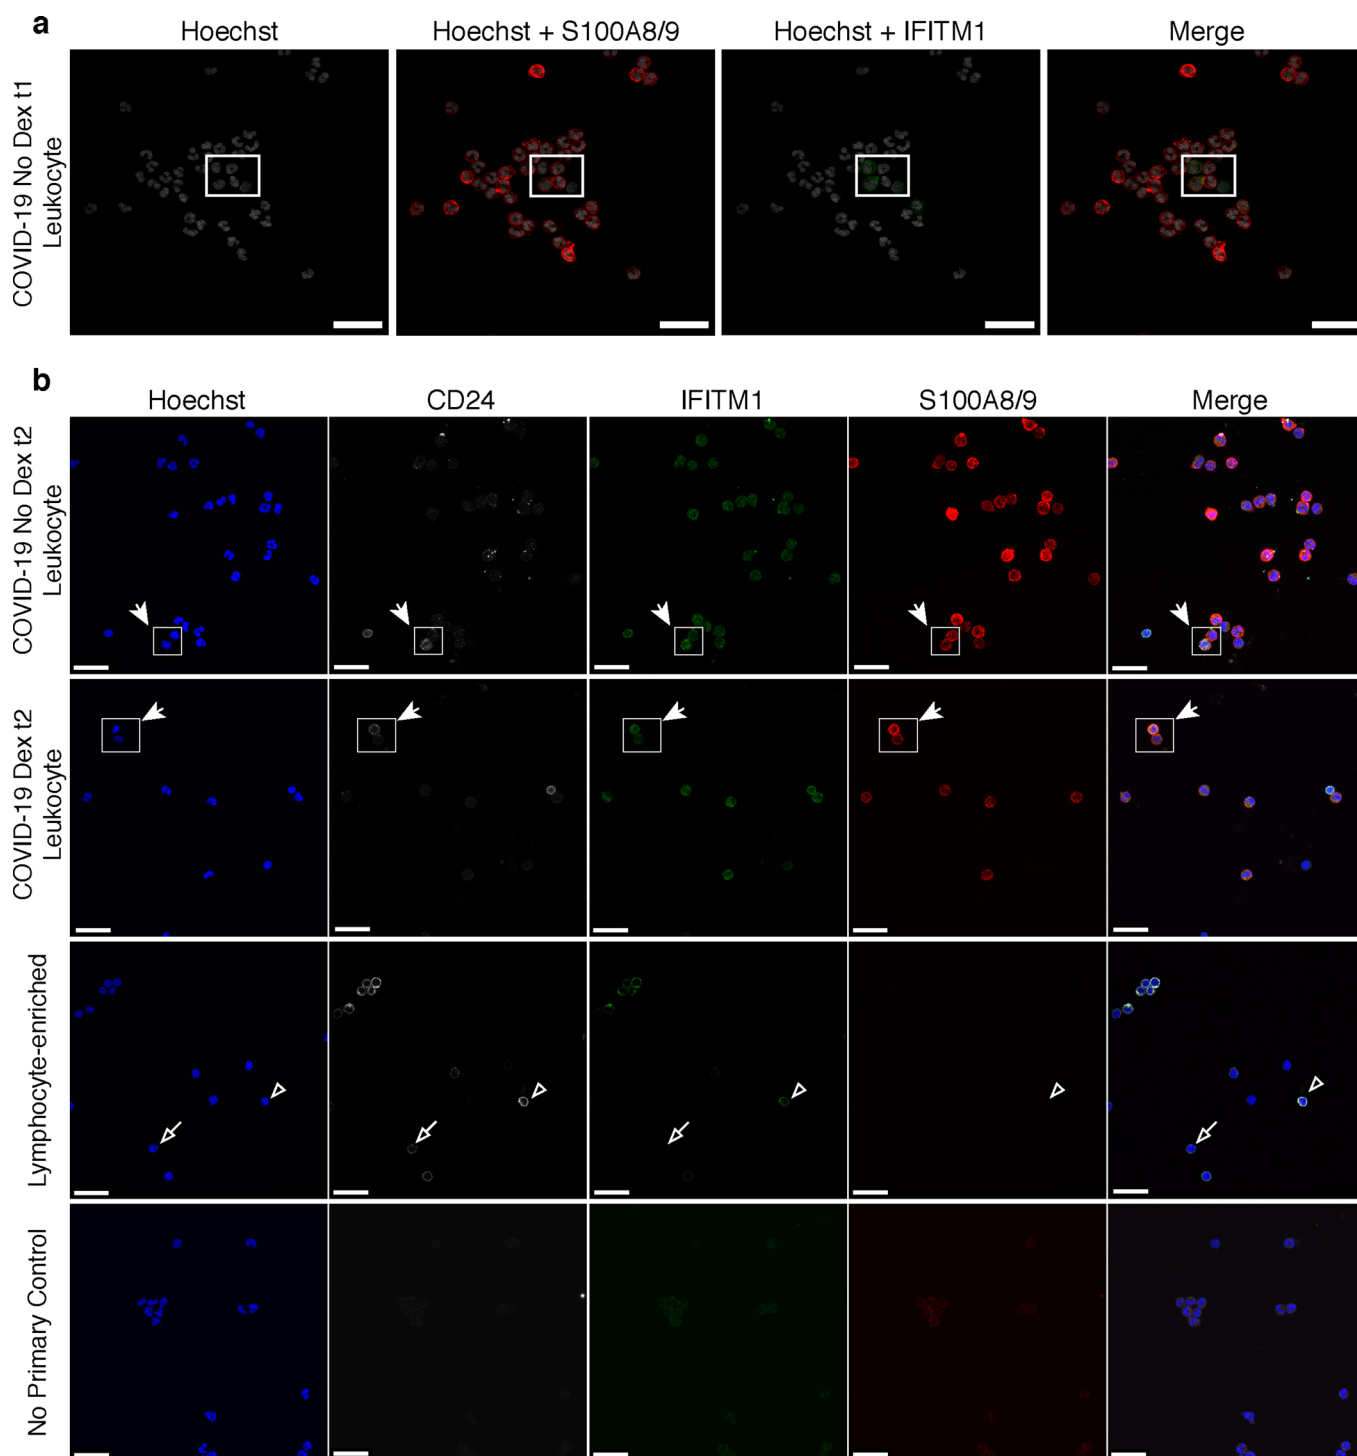 a
Hoechst
Hoechst + S100A8/9
Hoechst + IFITM1
Merge
COVID-19 No Dex t1
Leukocyte
b
Hoechst
CD24
IFITM1
S100A8/9
Merge
COVID-19 No Dex t2
Leukocyte
COVID-19 Dex t2
Leukocyte
Lymphocyte-enriched
No Primary Control